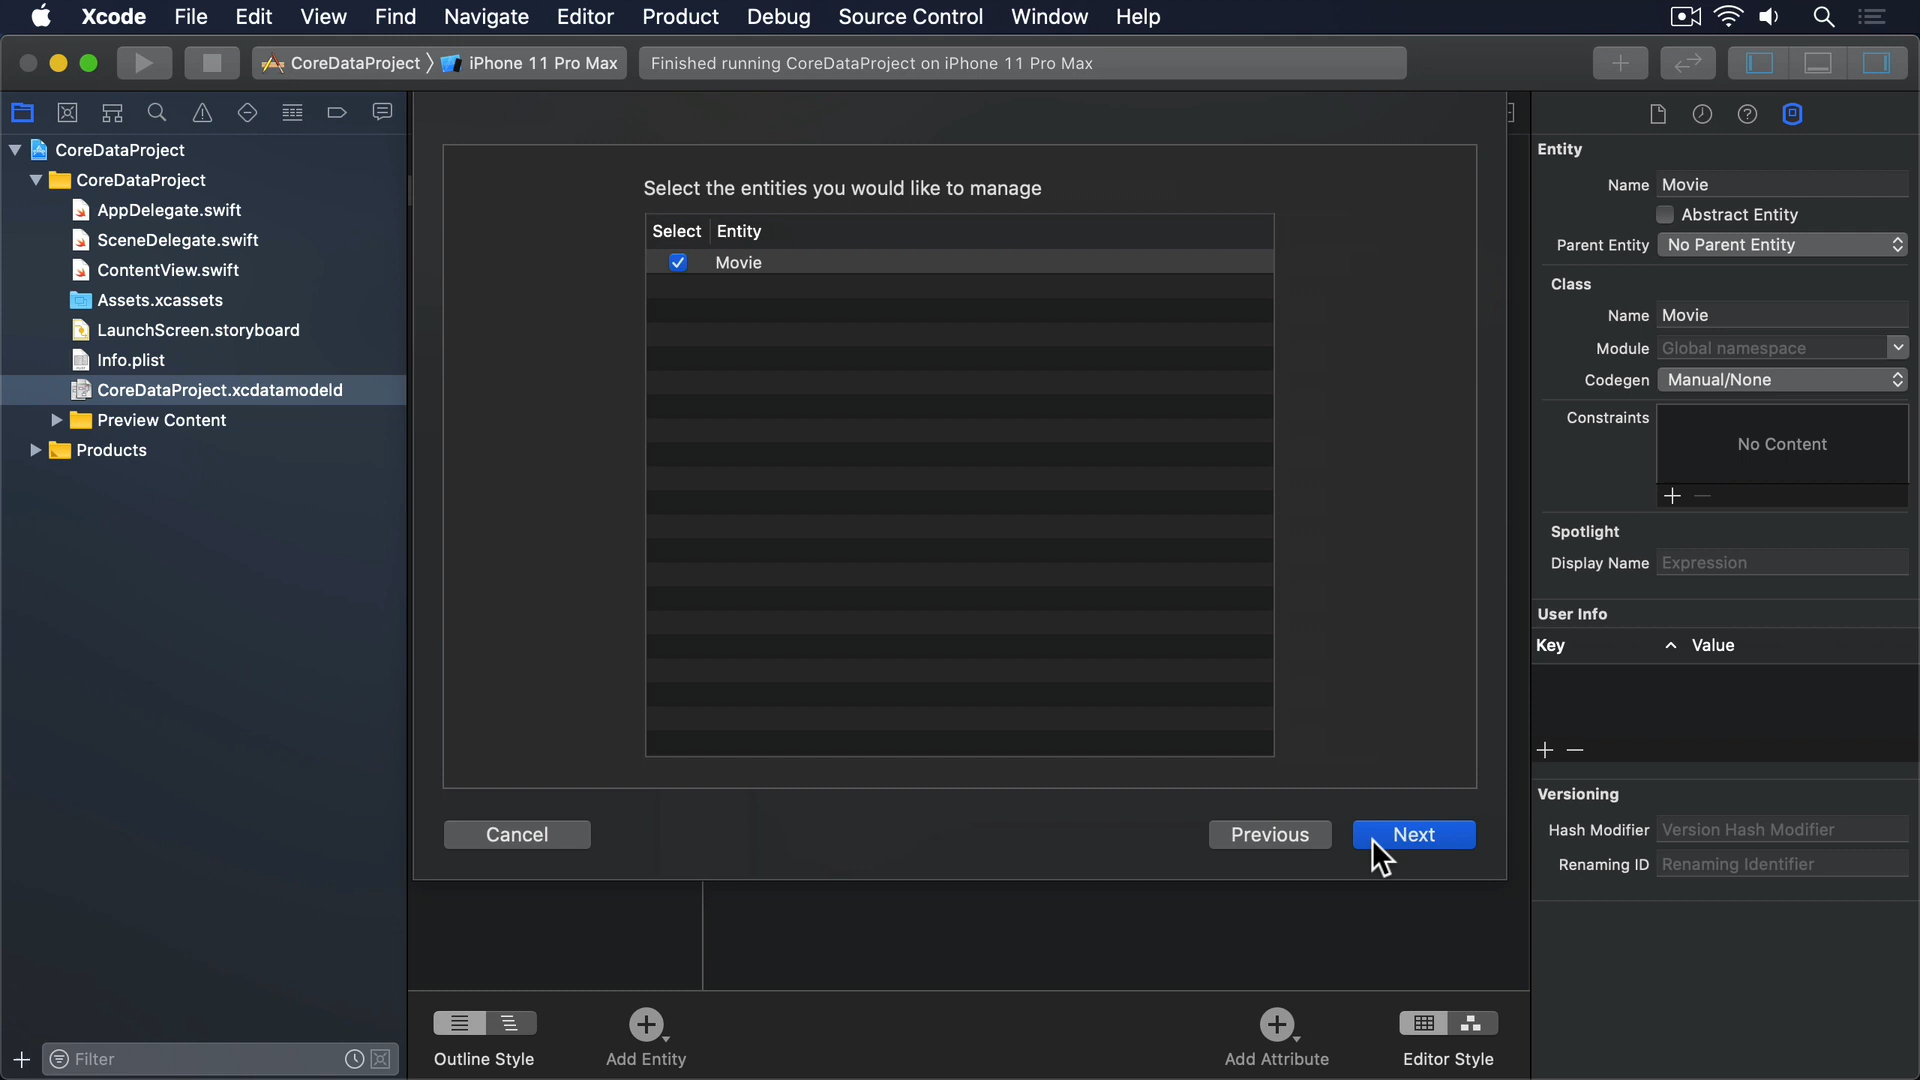 Xcode File Edit View Find Navigate Editor Product Debug Source Control Window Help
CoreDataProject iPhone 11 Pro Max
Finished running CoreDataProject on iPhone 11 Pro Max
CoreDataProject
CoreDataProject
AppDelegate.swift
SceneDelegate.swift
ContentView.swift
Assets.xcassets
LaunchScreen.storyboard
Info.plist
CoreDataProject.xcdatamodeld
Preview Content
Products
Filter
Select the entities you would like to manage
Select Entity
Movie
Cancel
Previous
Next
Outline Style
Add Entity
Add Attribute
Editor Style
Entity
Name Movie
Abstract Entity
Parent Entity No Parent Entity
Class
Name Movie
Module Global namespace
Codegen Manual/None
Constraints
No Content
Spotlight
Display Name Expression
User Info
Key Value
Versioning
Hash Modifier Version Hash Modifier
Renaming ID Renaming Identifier